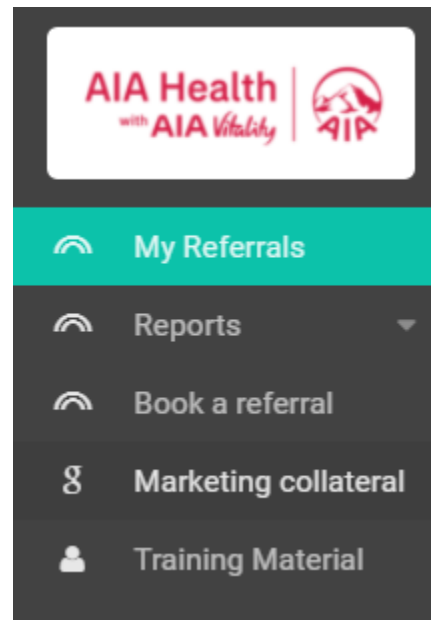 AIA Health
with AIA Vitality
AIA
My Referrals
Reports
Book a referral
Marketing collateral
Training Material